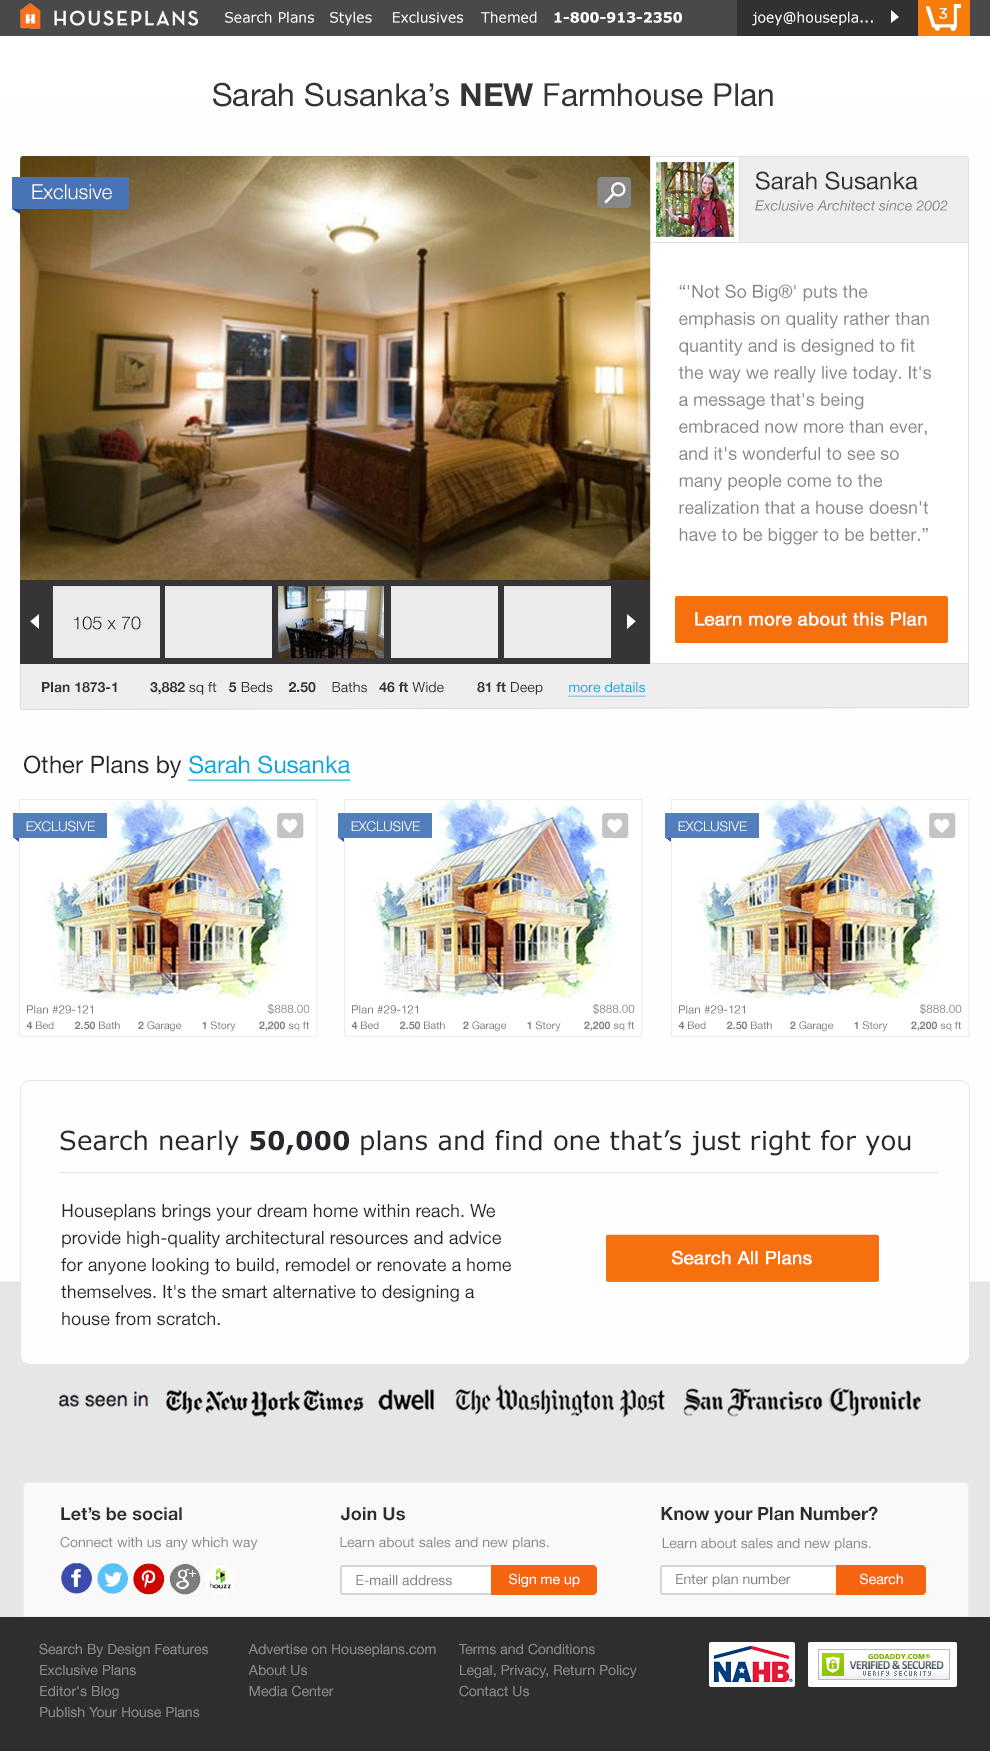 HOUSEPLANS Search Plans Styles Exclusives Themed 1-800-913-2350 joey@housepla... 3
Sarah Susanka’s NEW Farmhouse Plan
Exclusive
Sarah Susanka
Exclusive Architect since 2002
“'Not So Big®' puts the
emphasis on quality rather than
quantity and is designed to fit
the way we really live today. It's
a message that's being
embraced now more than ever,
and it's wonderful to see so
many people come to the
realization that a house doesn't
have to be bigger to be better.”
Learn more about this Plan
105 x 70
Plan 1873-1 3,882 sq ft 5 Beds 2.50 Baths 46 ft Wide 81 ft Deep more details
Other Plans by Sarah Susanka
EXCLUSIVE
Plan #29-121 $888.00
4 Bed 2.50 Bath 2 Garage 1 Story 2,200 sq ft
EXCLUSIVE
Plan #29-121 $888.00
4 Bed 2.50 Bath 2 Garage 1 Story 2,200 sq ft
EXCLUSIVE
Plan #29-121 $888.00
4 Bed 2.50 Bath 2 Garage 1 Story 2,200 sq ft
Search nearly 50,000 plans and find one that’s just right for you
Houseplans brings your dream home within reach. We
provide high-quality architectural resources and advice
for anyone looking to build, remodel or renovate a home
themselves. It's the smart alternative to designing a
house from scratch.
Search All Plans
as seen in The New York Times dwell The Washington Post San Francisco Chronicle
Let’s be social
Connect with us any which way
f g+ houzz
Join Us
Learn about sales and new plans.
E-maill address Sign me up
Know your Plan Number?
Learn about sales and new plans.
Enter plan number Search
Search By Design Features
Exclusive Plans
Editor's Blog
Publish Your House Plans
Advertise on Houseplans.com
About Us
Media Center
Terms and Conditions
Legal, Privacy, Return Policy
Contact Us
NAHB
GODADDY.COM®
VERIFIED & SECURED
VERIFY SECURITY